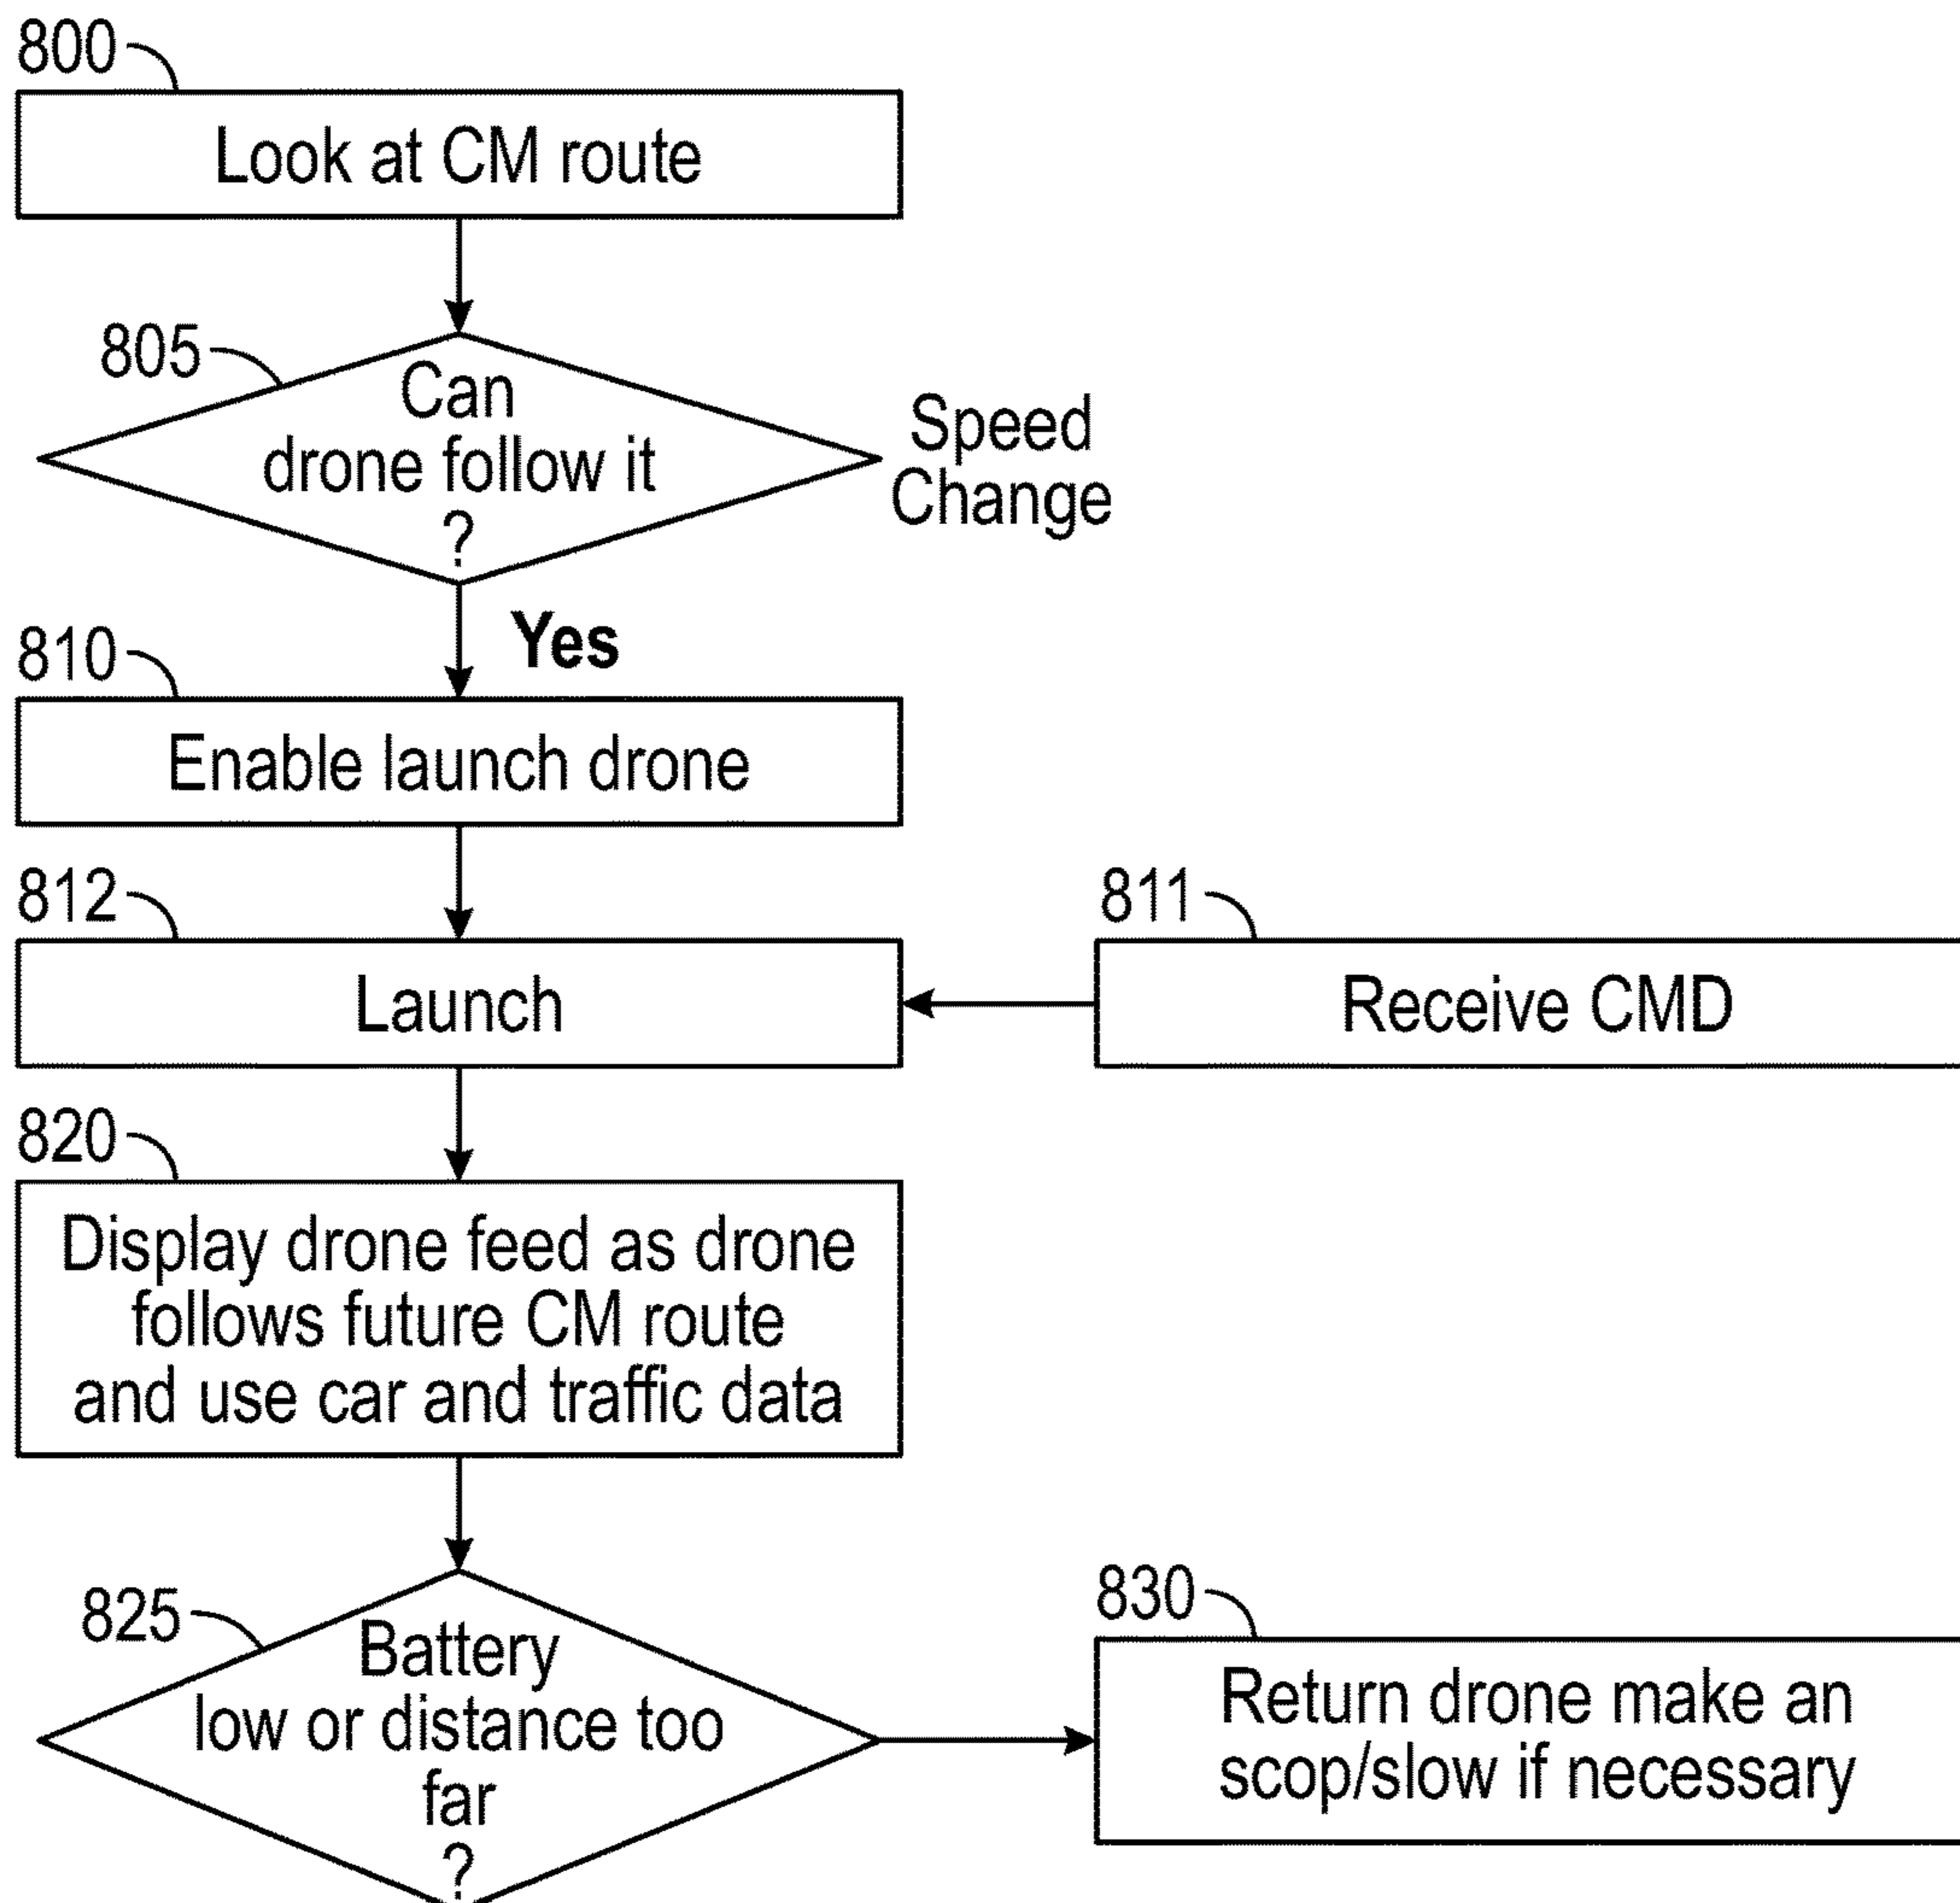 800
Look at CM route
805
Can
drone follow it
?
Speed
Change
Yes
810
Enable launch drone
812
Launch
811
Receive CMD
820
Display drone feed as drone
follows future CM route
and use car and traffic data
825
Battery
low or distance too
far
?
830
Return drone make an
scop/slow if necessary